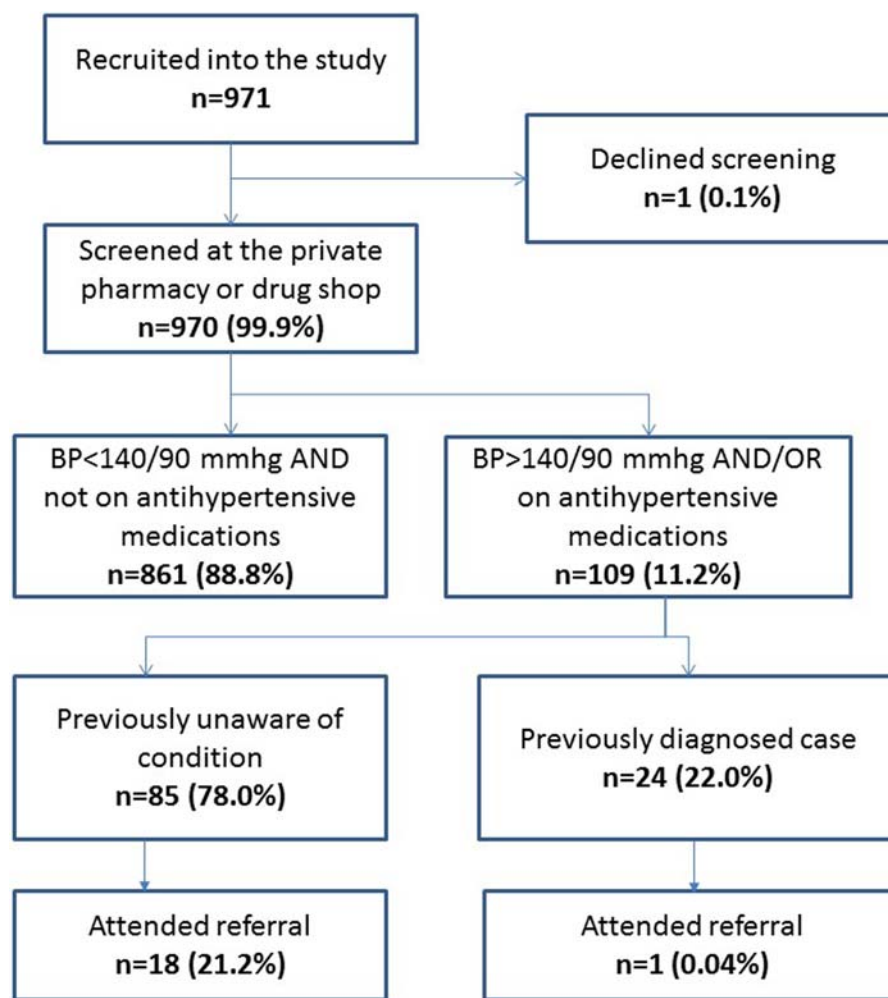 Recruited into the study
n=971
Declined screening
n=1 (0.1%)
Screened at the private
pharmacy or drug shop
n=970 (99.9%)
BP<140/90 mmhg AND
not on antihypertensive
medications
n=861 (88.8%)
BP>140/90 mmhg AND/OR
on antihypertensive
medications
n=109 (11.2%)
Previously unaware of
condition
n=85 (78.0%)
Previously diagnosed case
n=24 (22.0%)
Attended referral
n=18 (21.2%)
Attended referral
n=1 (0.04%)